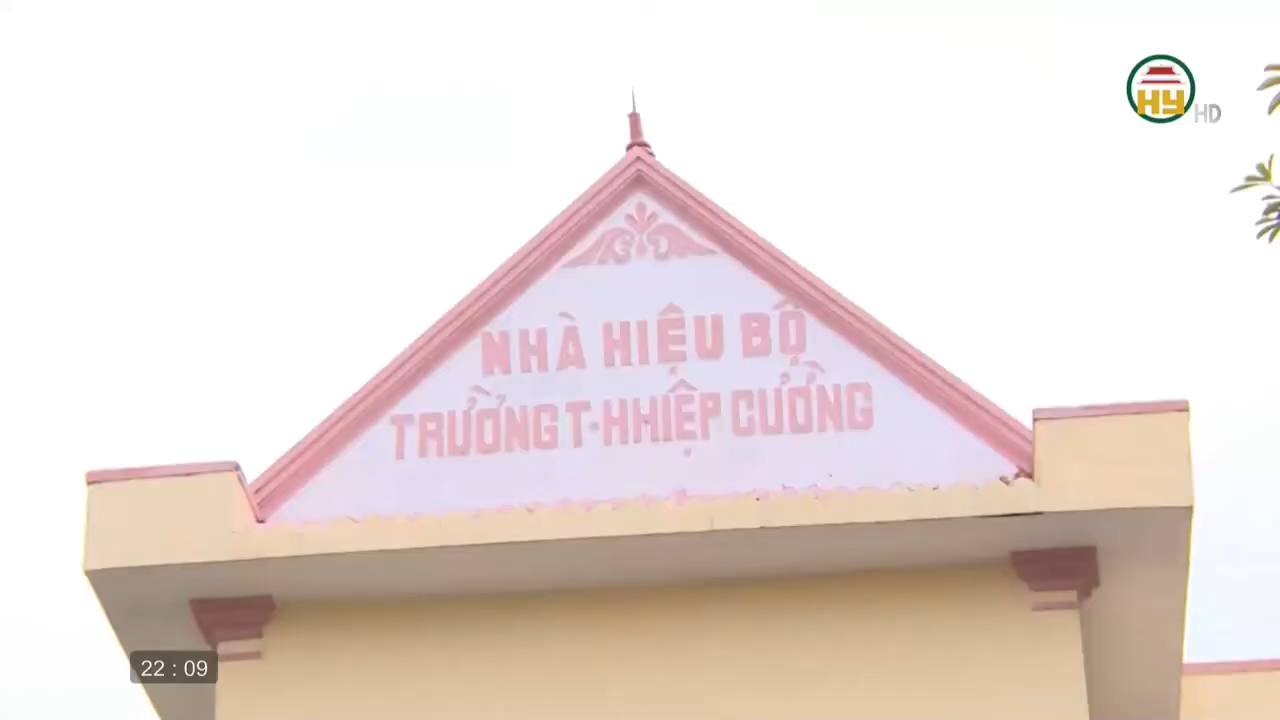 HY HD
NHÀ HIỆU BỘ
TRƯỜNG T·HHIỆP CƯỜNG
22 : 09